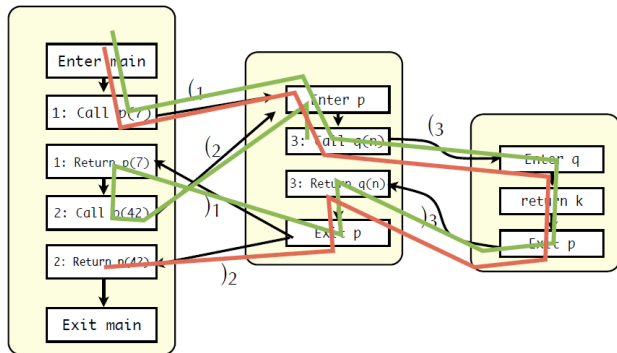 Enter main
1: Call p(7)
1: Return p(7)
2: Call p(42)
2: Return p(42)
Exit main
(1
(2
)1
)2
Enter p
3: Call q(n)
3: Return q(n)
Exit p
(3
)3
Enter q
return k
Exit p